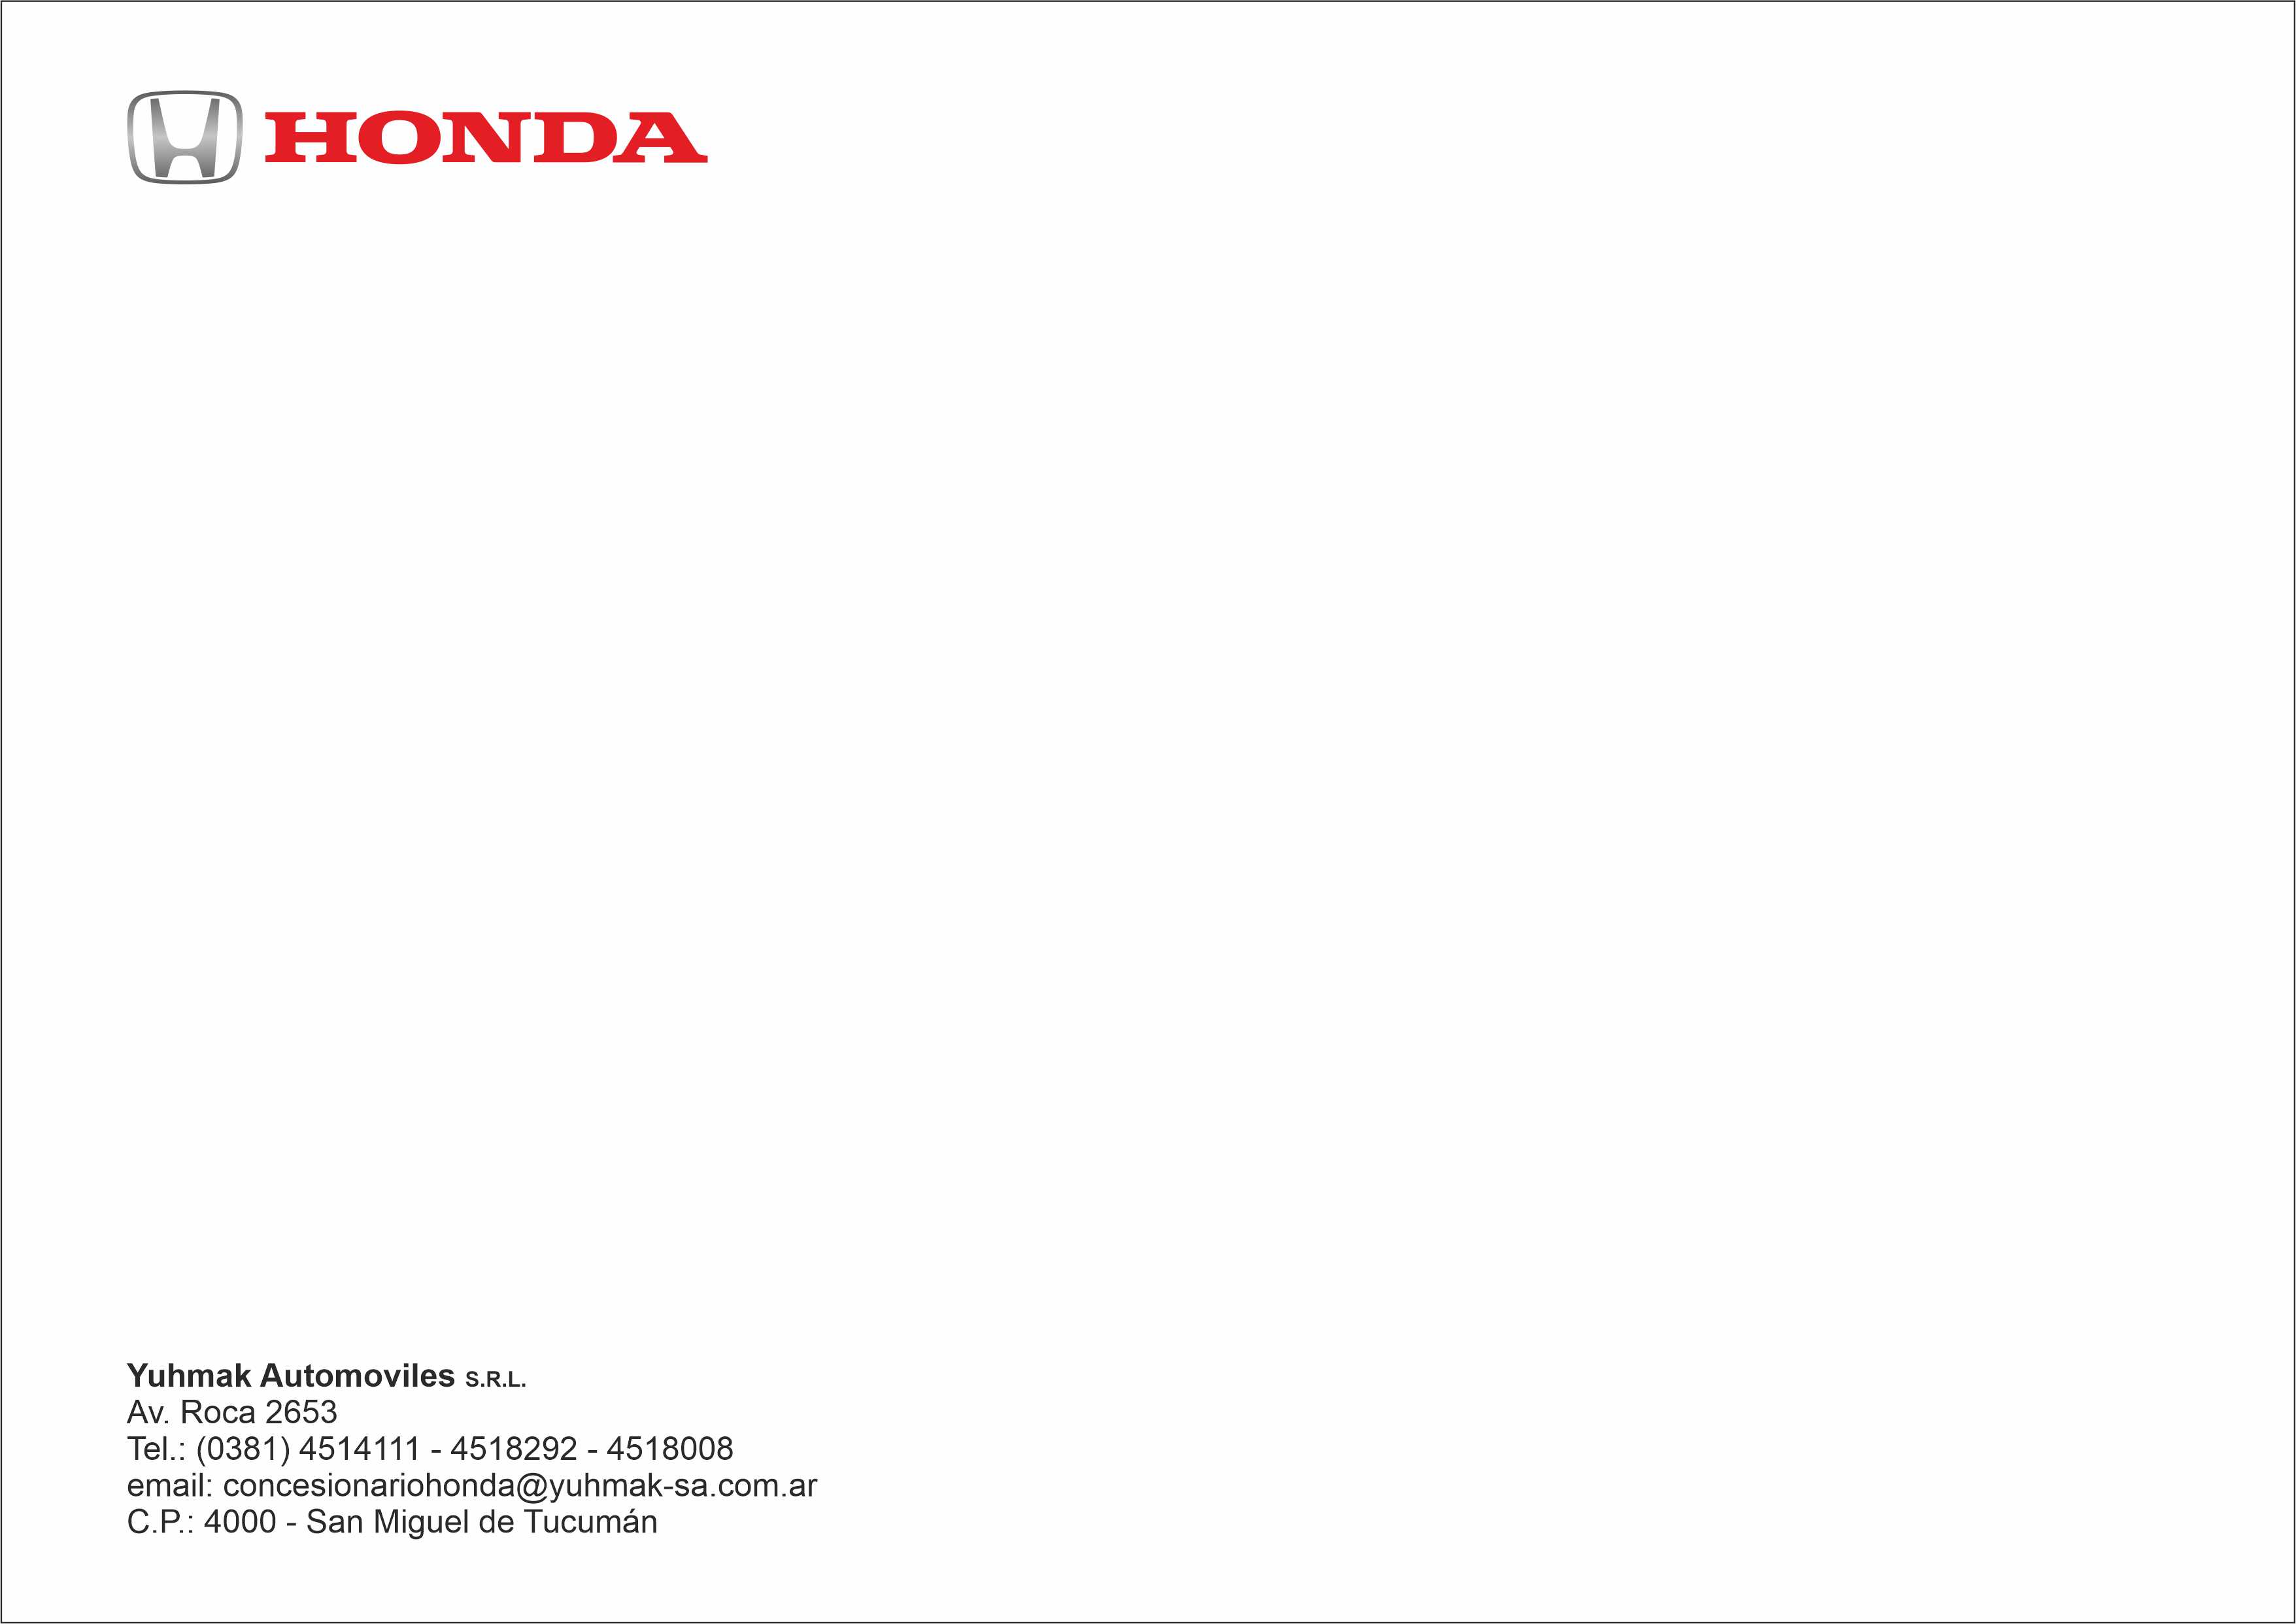 HONDA
Yuhmak Automoviles S.R.L.
Av. Roca 2653
Tel.: (0381) 4514111 - 4518292 - 4518008
email: concesionariohonda@yuhmak-sa.com.ar
C.P.: 4000 - San Miguel de Tucumán